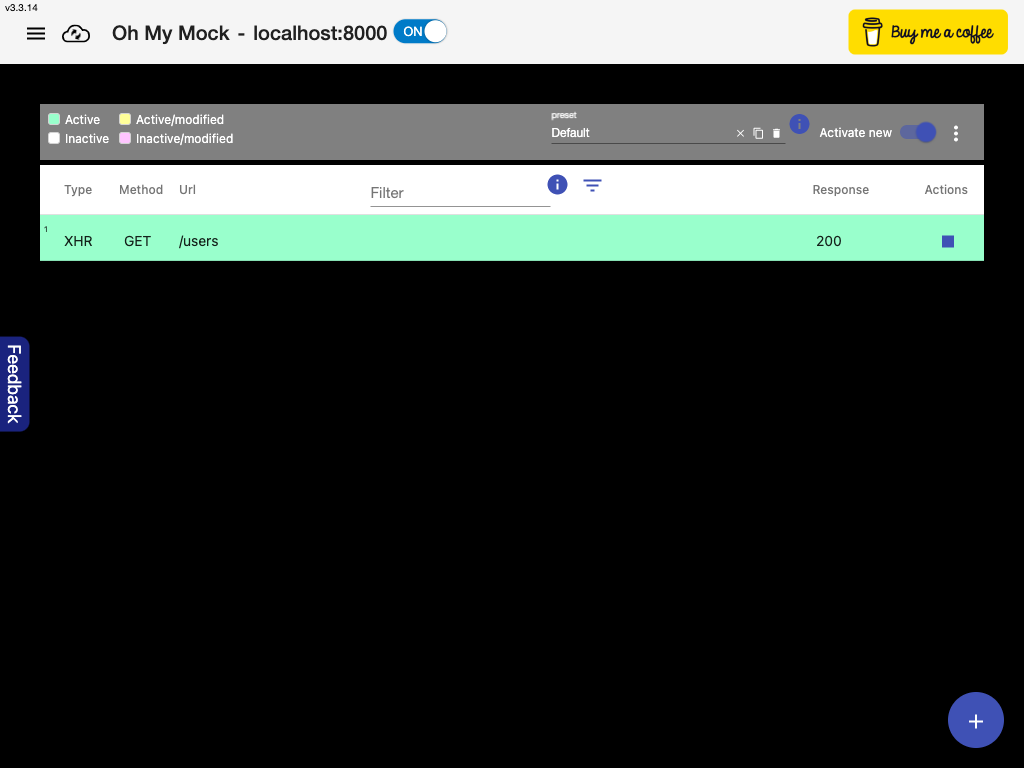 v3.3.14
Oh My Mock - localhost:8000 ON
Buy me a coffee
Active Active/modified
Inactive Inactive/modified
preset
Default
Activate new
Type Method Url Filter Response Actions
1
XHR GET /users 200
Feedback